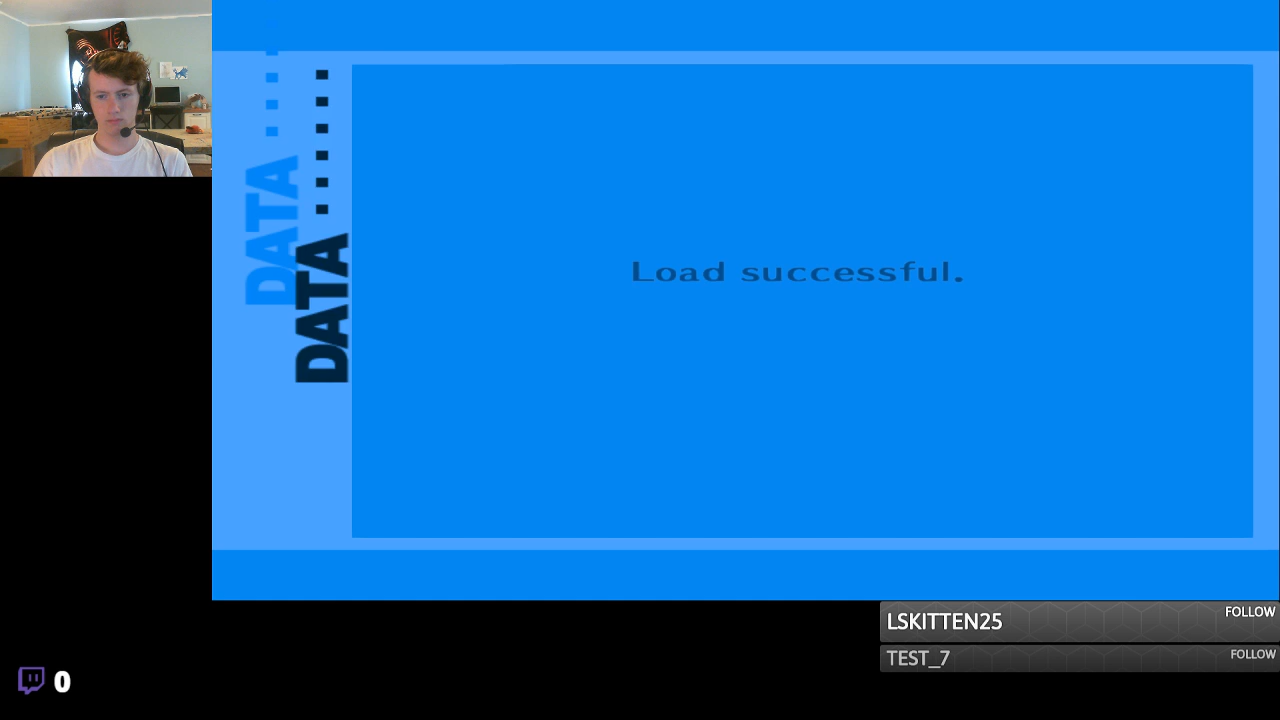 DATA
DATA
Load successful.
LSKITTEN25 FOLLOW
TEST_7 FOLLOW
0